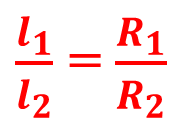 l₁/l₂ = R₁/R₂